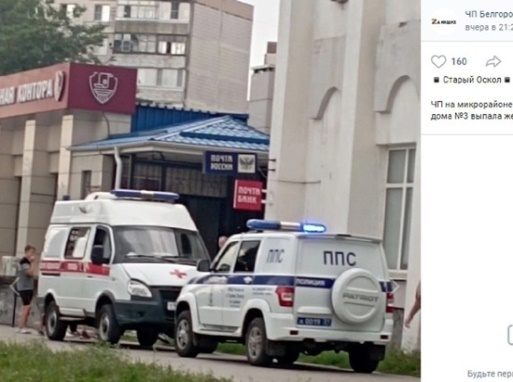 НАЯ КОНТОРА
ПОЧТА
РОССИИ
ПОЧТА
БАНК
ППС
ППС
ПОЛИЦИЯ
PATRIOT
ЧП Белгоро
вчера в 21:2
160
Старый Оскол
ЧП на микрорайоне
дома №3 выпала же
Будьте пер